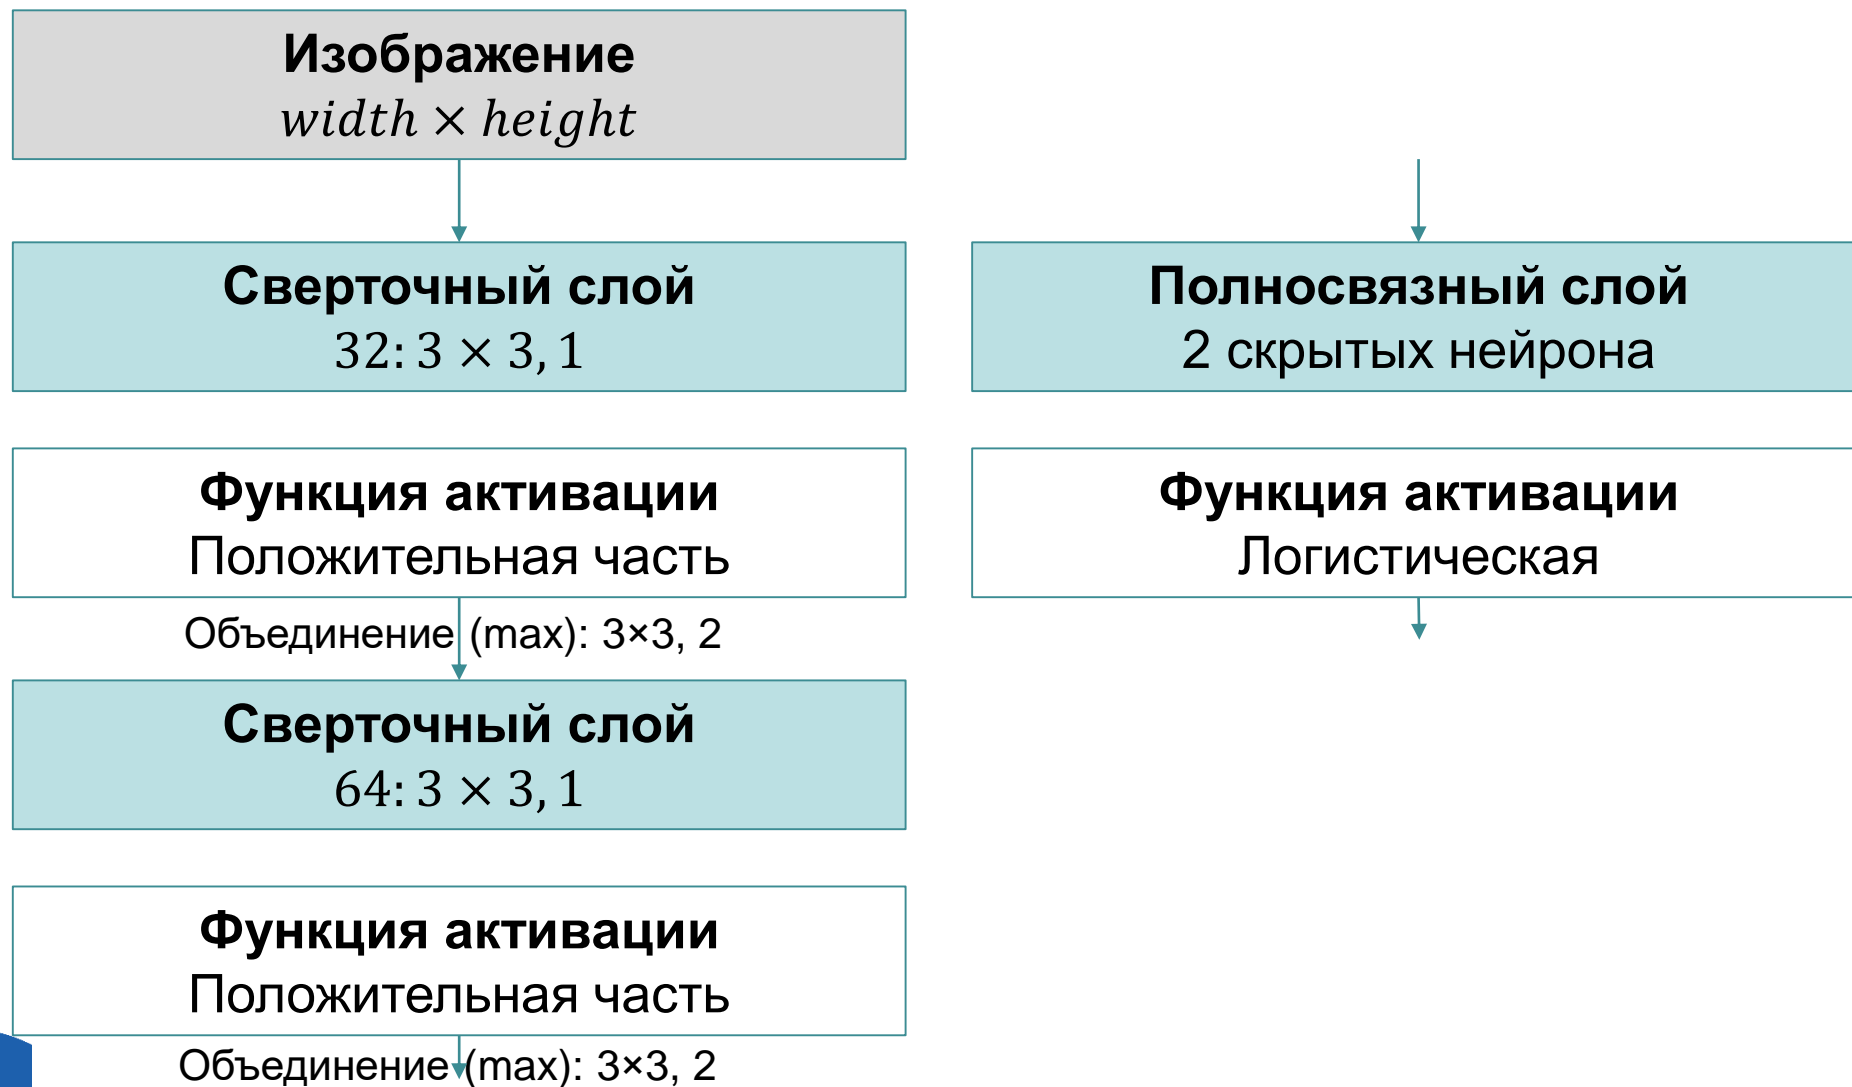 Изображение
width × height
Сверточный слой
32: 3 × 3, 1
Функция активации
Положительная часть
Объединение (max): 3×3, 2
Сверточный слой
64: 3 × 3, 1
Функция активации
Положительная часть
Объединение (max): 3×3, 2
Полносвязный слой
2 скрытых нейрона
Функция активации
Логистическая